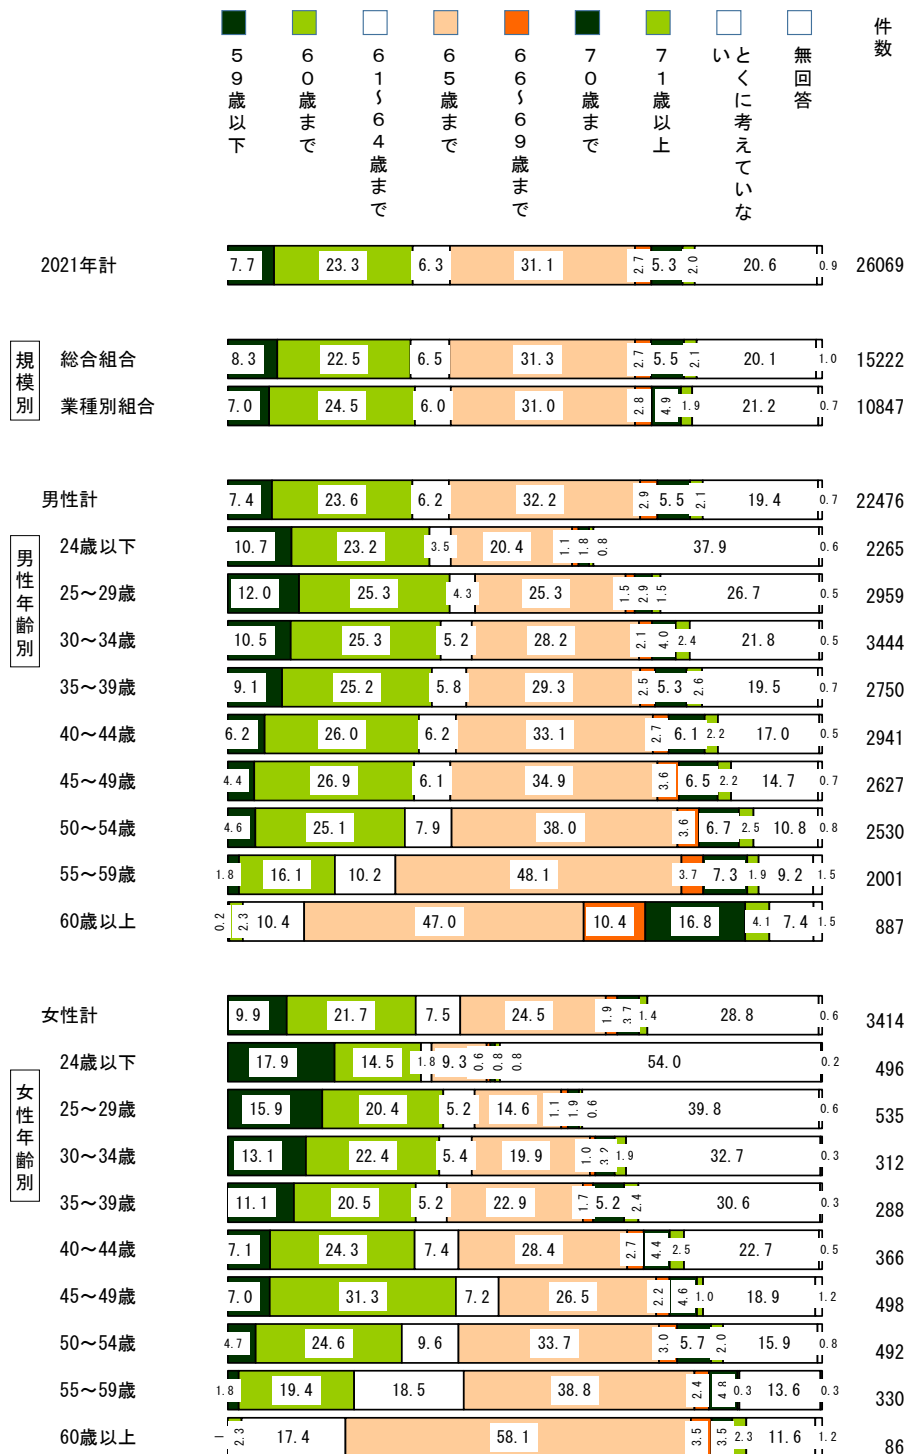 59歳以下
60歳まで
61～64歳まで
65歳まで
66～69歳まで
70歳まで
71歳以上
とくに考えていな
い
無回答
件数
2021年計 7.7 23.3 6.3 31.1 2.7 5.3 2.0 20.6 0.9 26069
規模別
総合組合 8.3 22.5 6.5 31.3 2.7 5.5 2.1 20.1 1.0 15222
業種別組合 7.0 24.5 6.0 31.0 2.8 4.9 1.9 21.2 0.7 10847
男性計 7.4 23.6 6.2 32.2 2.9 5.5 2.1 19.4 0.7 22476
男性年齢別
24歳以下 10.7 23.2 3.5 20.4 1.1 1.8 0.8 37.9 0.6 2265
25～29歳 12.0 25.3 4.3 25.3 1.5 2.9 1.5 26.7 0.5 2959
30～34歳 10.5 25.3 5.2 28.2 2.1 4.0 2.4 21.8 0.5 3444
35～39歳 9.1 25.2 5.8 29.3 2.5 5.3 2.6 19.5 0.7 2750
40～44歳 6.2 26.0 6.2 33.1 2.7 6.1 2.2 17.0 0.5 2941
45～49歳 4.4 26.9 6.1 34.9 3.6 6.5 2.2 14.7 0.7 2627
50～54歳 4.6 25.1 7.9 38.0 3.6 6.7 2.5 10.8 0.8 2530
55～59歳 1.8 16.1 10.2 48.1 3.7 7.3 1.9 9.2 1.5 2001
60歳以上 0.2 2.3 10.4 47.0 10.4 16.8 4.1 7.4 1.5 887
女性計 9.9 21.7 7.5 24.5 1.9 3.7 1.4 28.8 0.6 3414
女性年齢別
24歳以下 17.9 14.5 1.8 9.3 0.6 0.8 0.8 54.0 0.2 496
25～29歳 15.9 20.4 5.2 14.6 1.1 1.9 0.6 39.8 0.6 535
30～34歳 13.1 22.4 5.4 19.9 1.0 3.2 1.9 32.7 0.3 312
35～39歳 11.1 20.5 5.2 22.9 1.7 5.2 2.4 30.6 0.3 288
40～44歳 7.1 24.3 7.4 28.4 2.7 4.4 2.5 22.7 0.5 366
45～49歳 7.0 31.3 7.2 26.5 2.2 4.6 1.0 18.9 1.2 498
50～54歳 4.7 24.6 9.6 33.7 3.0 5.7 2.0 15.9 0.8 492
55～59歳 1.8 19.4 18.5 38.8 2.4 4.8 0.3 13.6 0.3 330
60歳以上 － 2.3 17.4 58.1 3.5 3.5 2.3 11.6 1.2 86